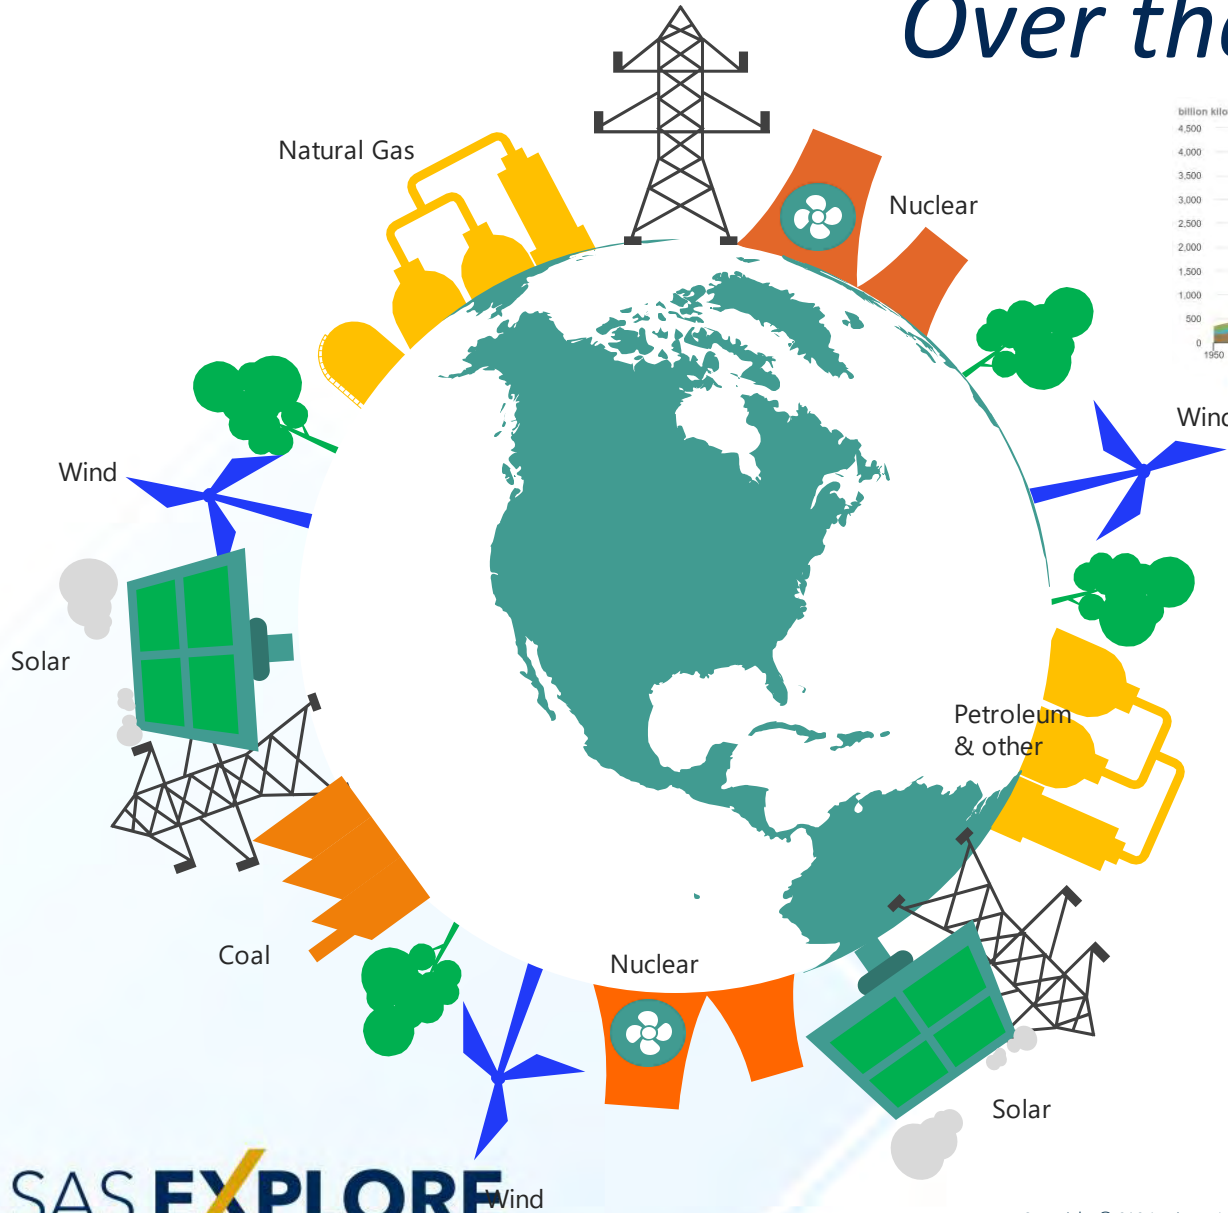 Over the
billion kilo
4,500
4,000
3,500
3,000
2,500
2,000
1,500
1,000
500
0
1950
Natural Gas
Nuclear
Wind
Wind
Solar
Petroleum
& other
Coal
Nuclear
Solar
SAS EXPLORE
Wind